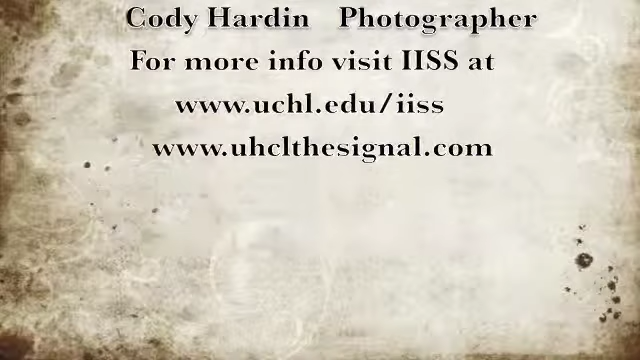 Cody Hardin Photographer
For more info visit IISS at
www.uchl.edu/iiss
www.uhclthesignal.com